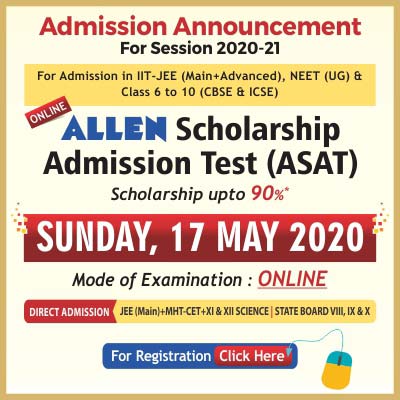 Admission Announcement
For Session 2020-21
For Admission in IIT-JEE (Main+Advanced), NEET (UG) &
Class 6 to 10 (CBSE & ICSE)
ONLINE
ALLEN Scholarship
Admission Test (ASAT)
Scholarship upto 90%*
SUNDAY, 17 MAY 2020
Mode of Examination : ONLINE
DIRECT ADMISSION JEE (Main)+MHT-CET+XI & XII SCIENCE | STATE BOARD VIII, IX & X
For Registration Click Here